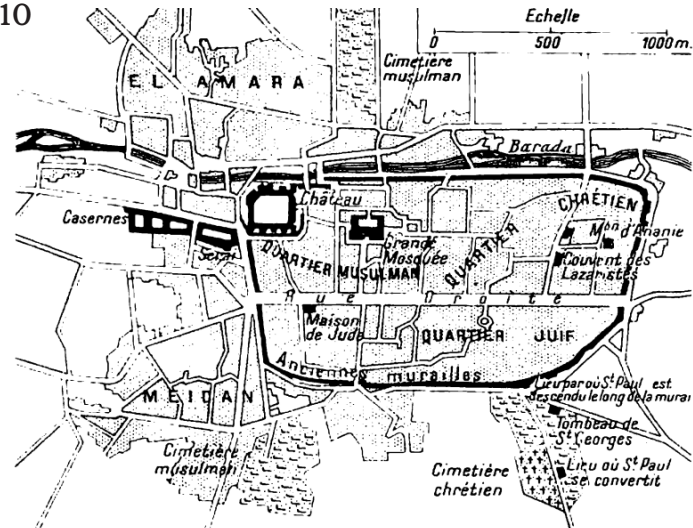 10
Echelle
0 500 1000 m.
Cimetière
musulman
EL AMARA
Barada
Château
Casernes
Serai
Grande
Mosquée
QUARTIER MUSULMAN
QUARTIER CHRÉTIEN
Mon d'Ananie
Couvent des
Lazaristes
Rue Droite
Maison
de Juda
QUARTIER JUIF
Anciennes murailles
MEIDAN
Lieu par où St Paul est
descendu le long de la murai
Tombeau de
St Georges
Cimetière
musulman
Cimetière
chrétien
Lieu où St Paul
se convertit